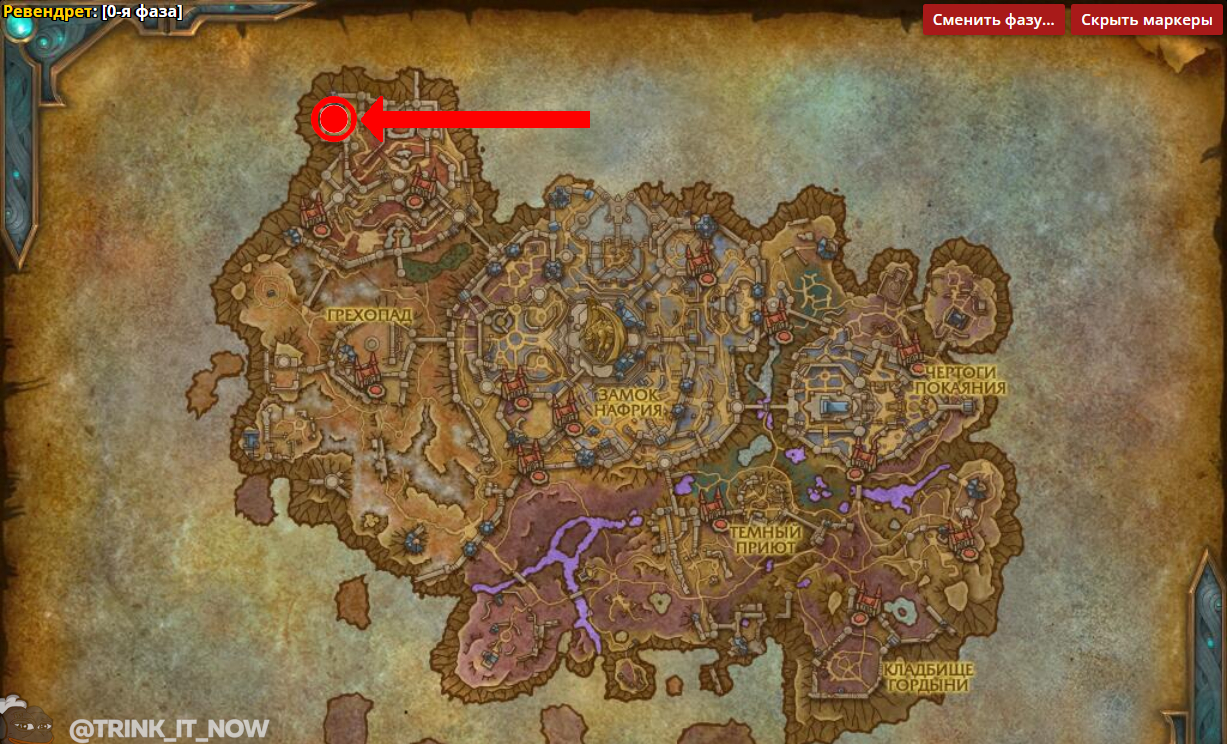 Ревендрет: [0-я фаза]
Сменить фазу...
Скрыть маркеры
ГРЕХОПАД
ЗАМОК
НАФРИЯ
ЧЕРТОГИ
ПОКАЯНИЯ
ТЕМНЫЙ
ПРИЮТ
КЛАДБИЩЕ
ГОРДЫНИ
@TRINK_IT_NOW